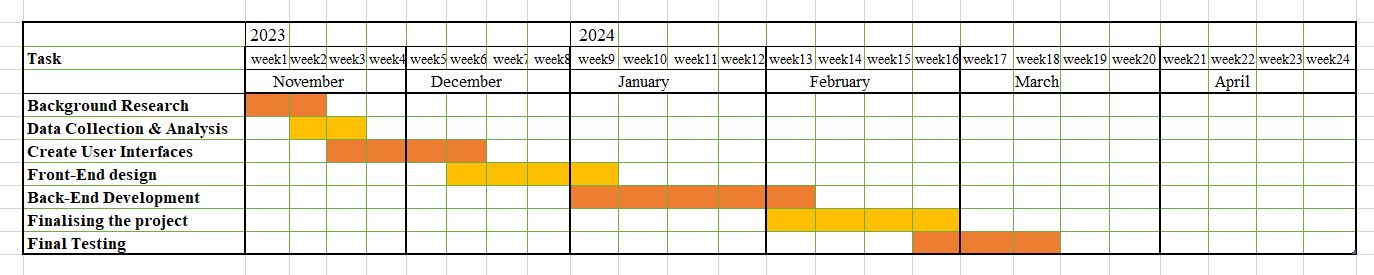 2023 2024
Task week1 week2 week3 week4 week5 week6 week7 week8 week9 week10 week11 week12 week13 week14 week15 week16 week17 week18 week19 week20 week21 week22 week23 week24
November December January February March April
Background Research
Data Collection & Analysis
Create User Interfaces
Front-End design
Back-End Development
Finalising the project
Final Testing